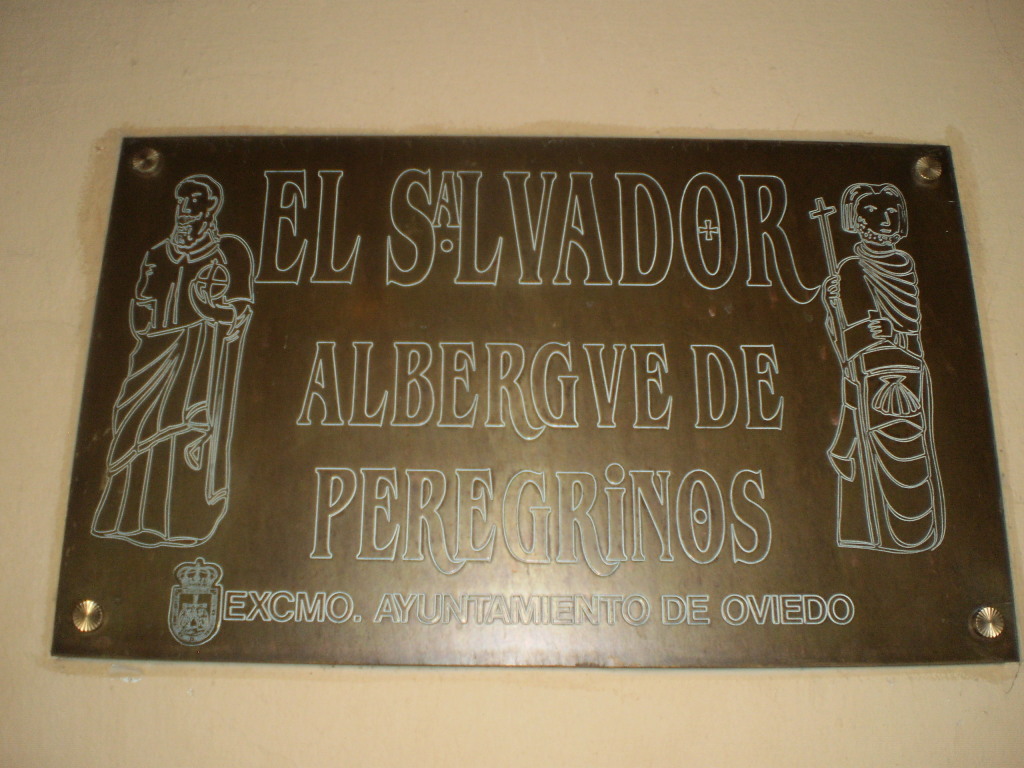 EL SALVADOR
ALBERGVE DE
PEREGRiNOS
EXCMO. AYUNTAMIENTO DE OVIEDO